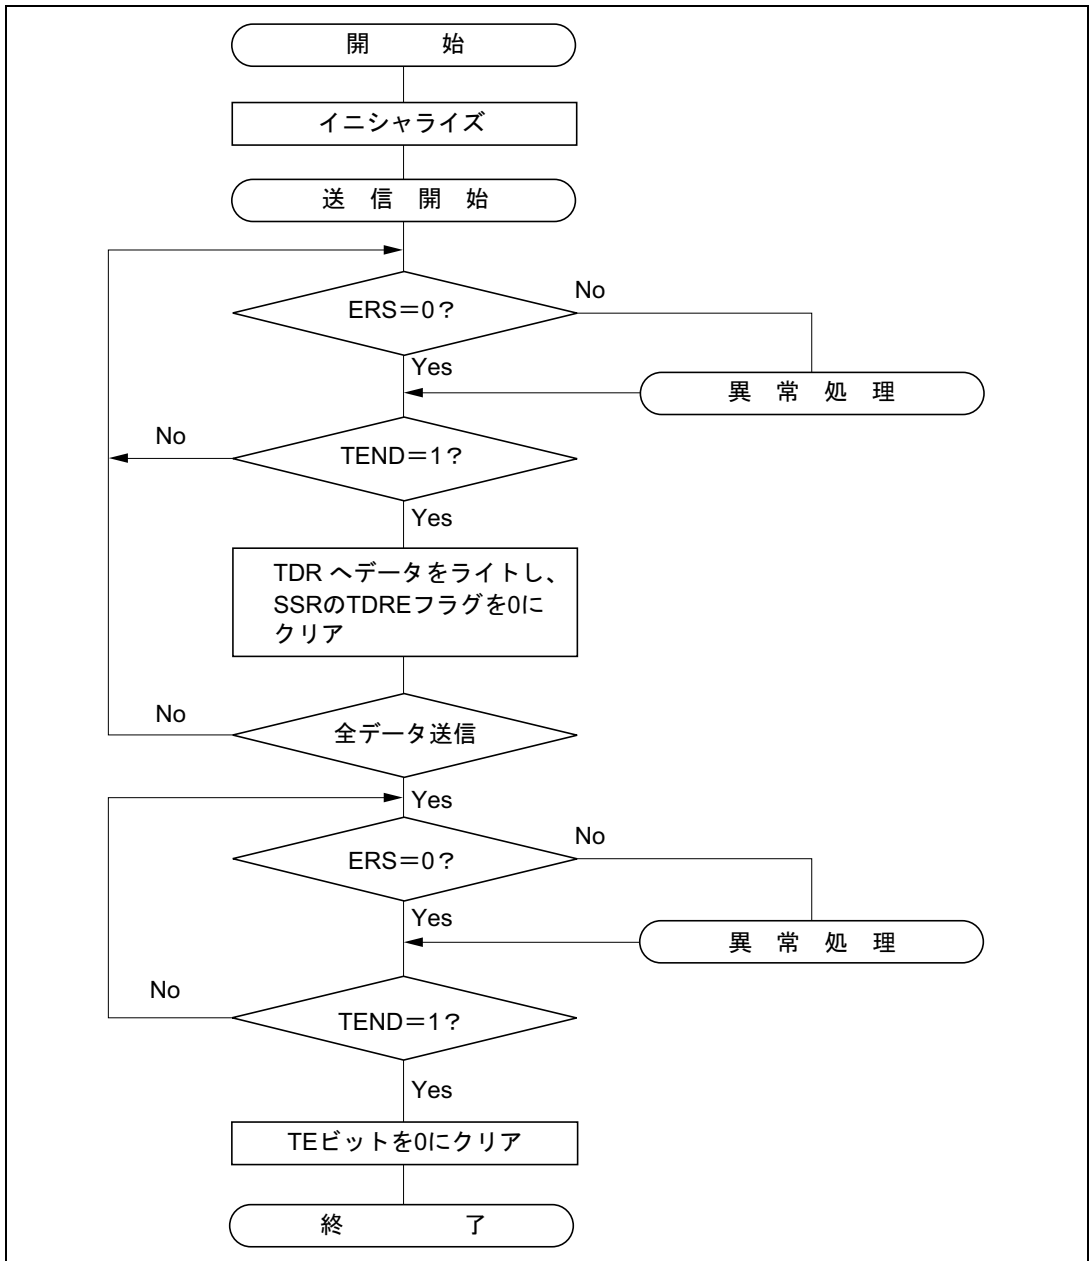 開 始
イニシャライズ
送 信 開 始
ERS=0?
No
Yes
異 常 処 理
No
TEND=1?
Yes
TDR へデータをライトし、
SSRのTDREフラグを0に
クリア
No
全データ送信
Yes
ERS=0?
No
Yes
異 常 処 理
No
TEND=1?
Yes
TEビットを0にクリア
終 了